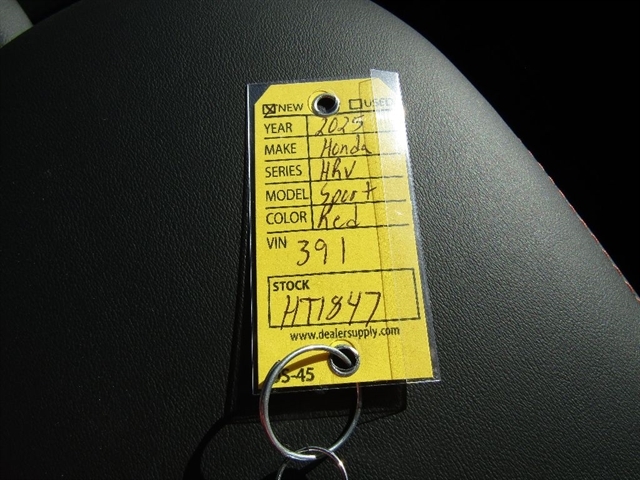 NEW USED
YEAR 2025
MAKE Honda
SERIES HRV
MODEL Sport
COLOR Red
VIN 391
STOCK
HT1847
www.dealersupply.com
S-45